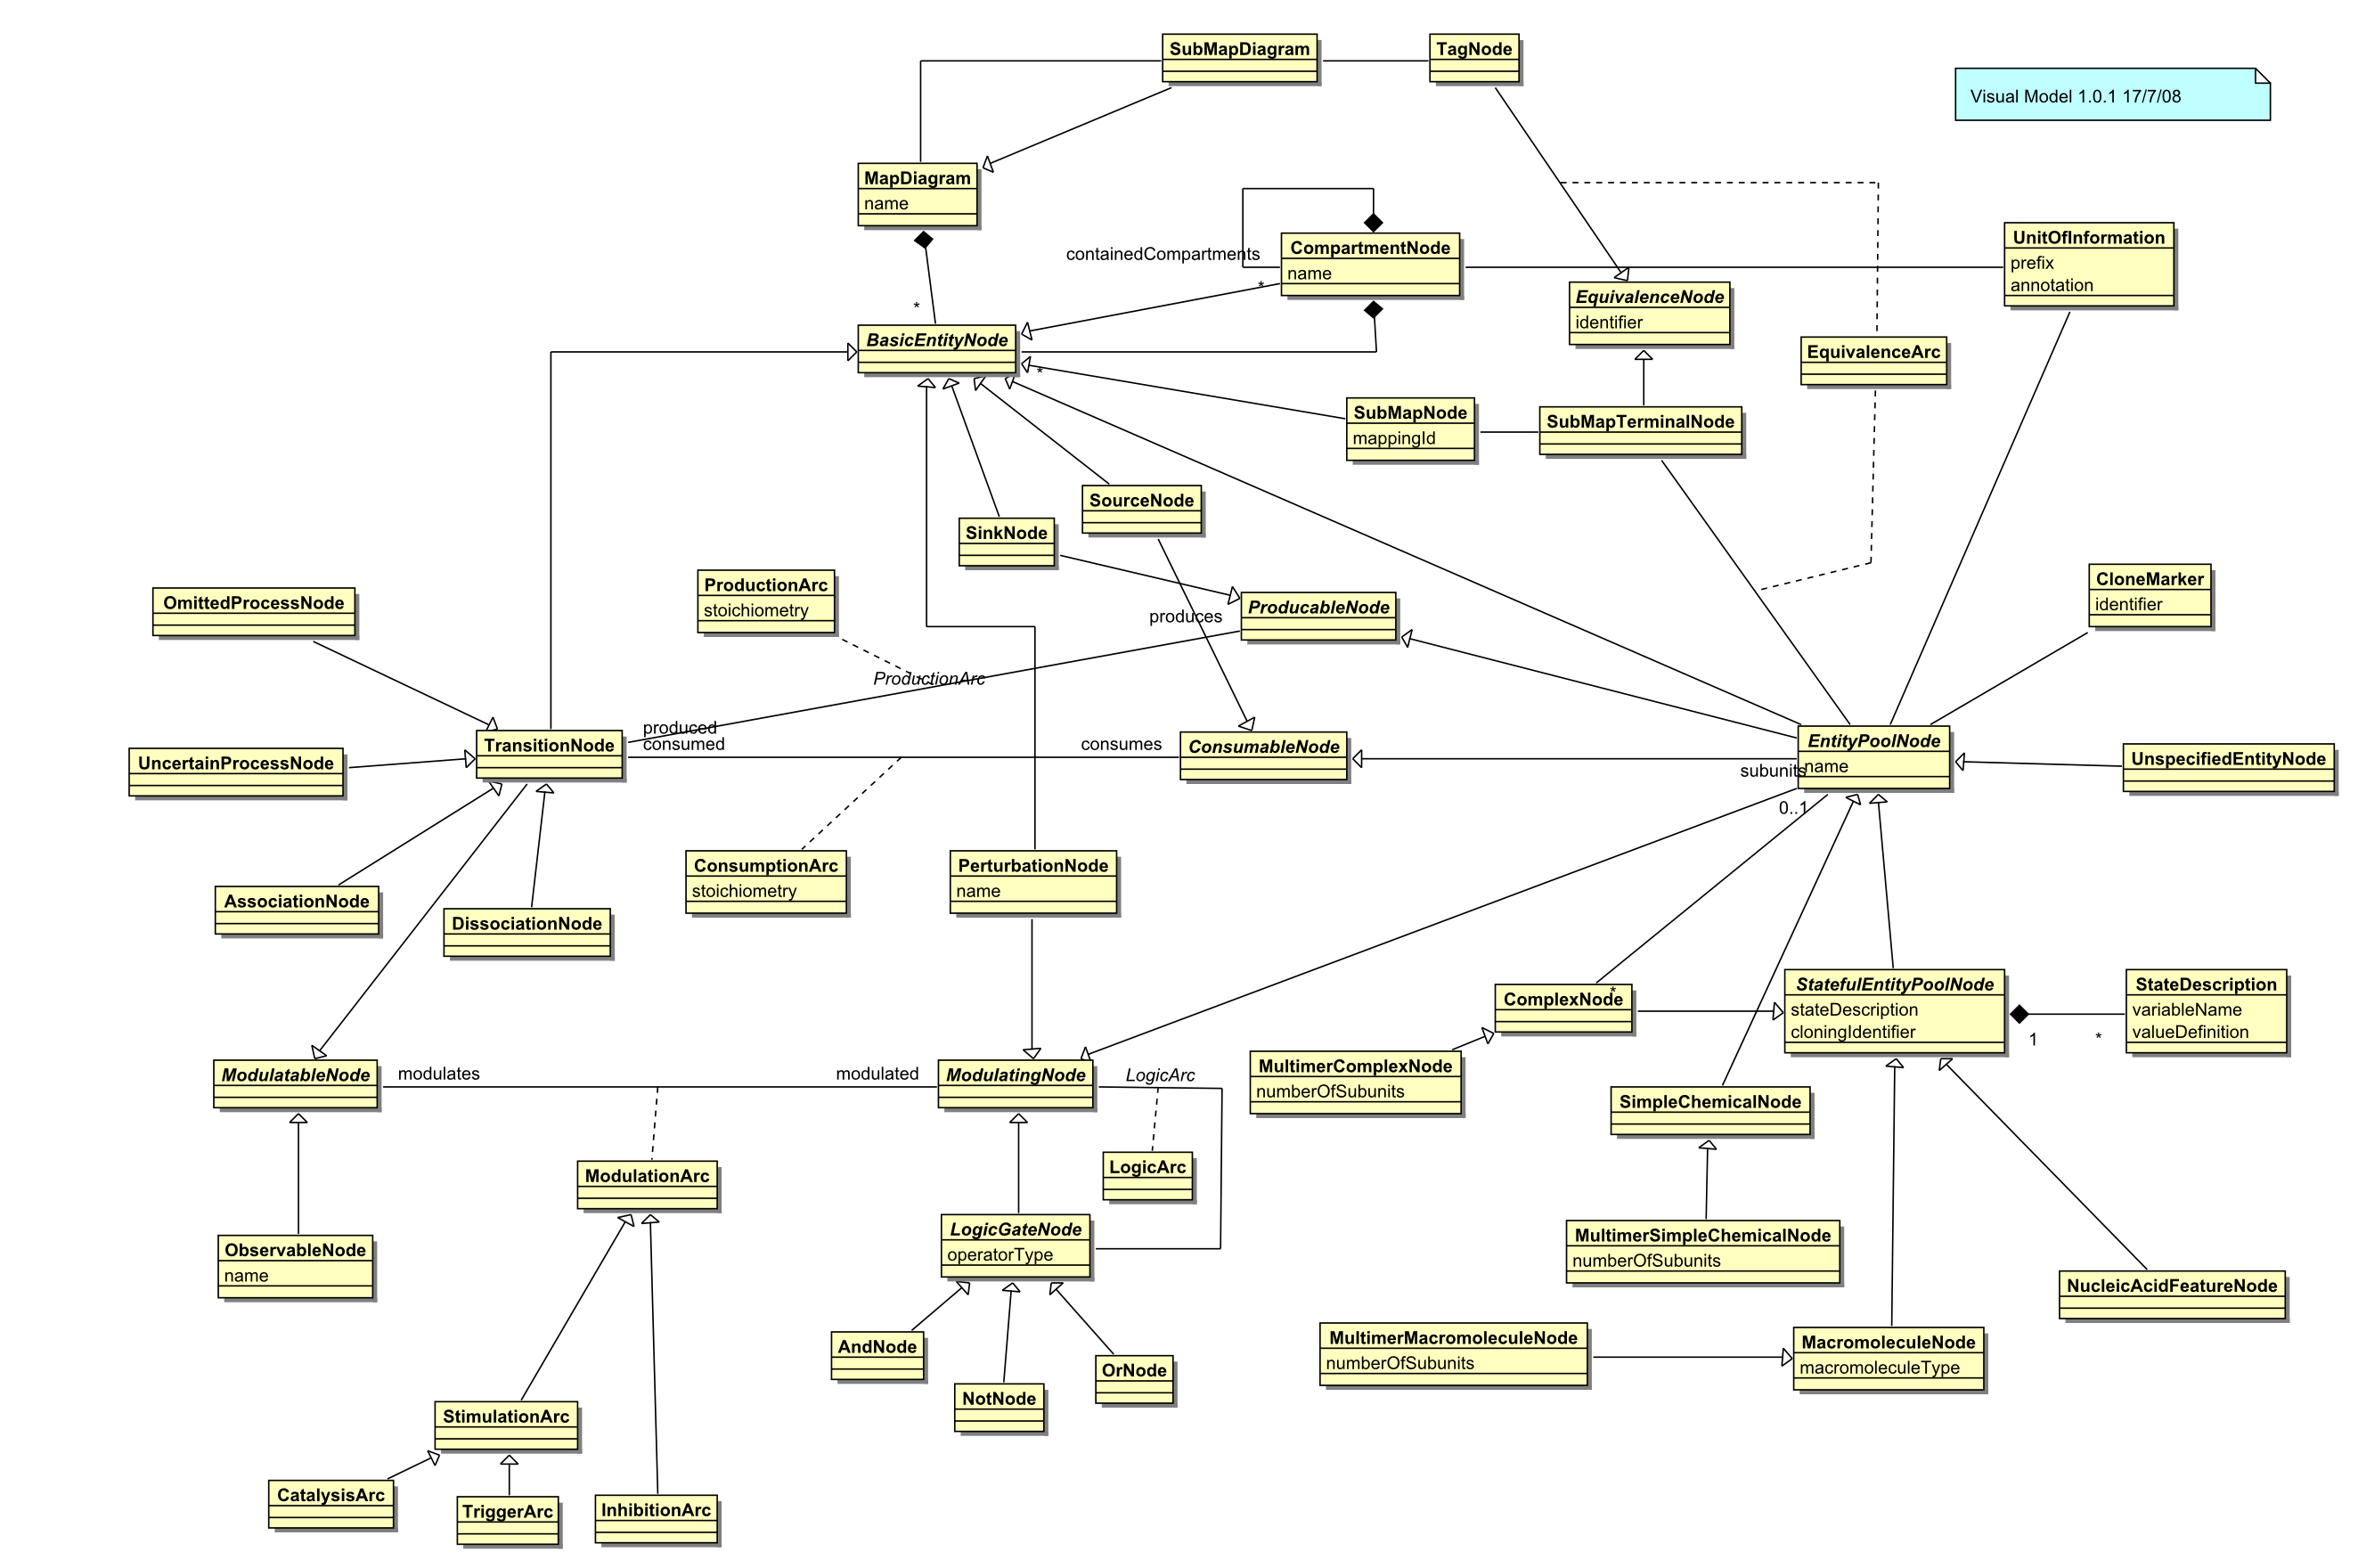 SubMapDiagram
TagNode
Visual Model 1.0.1 17/7/08
MapDiagram
name
containedCompartments
*
CompartmentNode
name
UnitOfInformation
prefix
annotation
EquivalenceNode
identifier
*
BasicEntityNode
*
EquivalenceArc
SubMapNode
mappingId
SubMapTerminalNode
SourceNode
SinkNode
ProductionArc
stoichiometry
produces
ProducableNode
CloneMarker
identifier
OmittedProcessNode
ProductionArc
produced
consumed
consumes
TransitionNode
ConsumableNode
EntityPoolNode
name
subunits
0..1
UnspecifiedEntityNode
UncertainProcessNode
ConsumptionArc
stoichiometry
PerturbationNode
name
AssociationNode
DissociationNode
ComplexNode
*
StatefulEntityPoolNode
stateDescription
cloningIdentifier
1
*
StateDescription
variableName
valueDefinition
ModulatableNode
modulates
modulated
ModulatingNode
LogicArc
MultimerComplexNode
numberOfSubunits
SimpleChemicalNode
ModulationArc
LogicArc
ObservableNode
name
LogicGateNode
operatorType
MultimerSimpleChemicalNode
numberOfSubunits
NucleicAcidFeatureNode
AndNode
NotNode
OrNode
MultimerMacromoleculeNode
numberOfSubunits
MacromoleculeNode
macromoleculeType
StimulationArc
CatalysisArc
TriggerArc
InhibitionArc